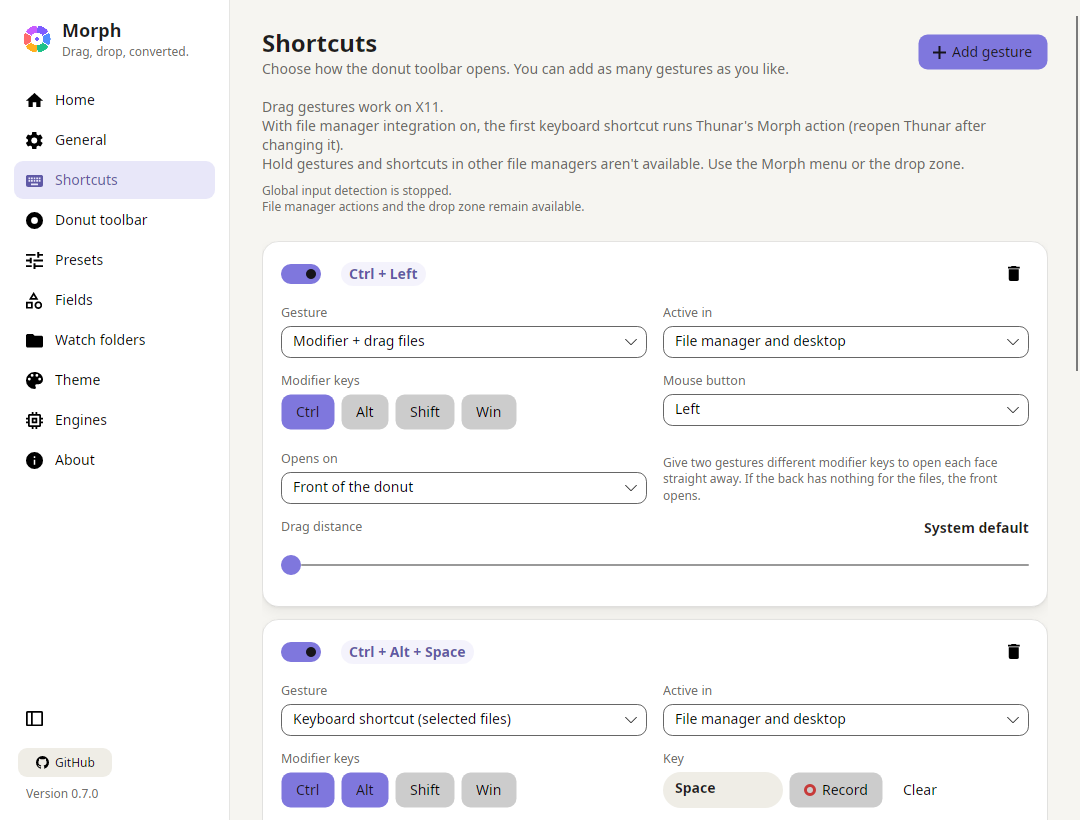 Morph
Drag, drop, converted.
Home
General
Shortcuts
Donut toolbar
Presets
Fields
Watch folders
Theme
Engines
About
GitHub
Version 0.7.0
Shortcuts
Choose how the donut toolbar opens. You can add as many gestures as you like.
Add gesture
Drag gestures work on X11.
With file manager integration on, the first keyboard shortcut runs Thunar's Morph action (reopen Thunar after
changing it).
Hold gestures and shortcuts in other file managers aren't available. Use the Morph menu or the drop zone.
Global input detection is stopped.
File manager actions and the drop zone remain available.
Ctrl + Left
Gesture
Active in
Modifier + drag files
File manager and desktop
Modifier keys
Mouse button
Ctrl Alt Shift Win
Left
Opens on
Front of the donut
Give two gestures different modifier keys to open each face
straight away. If the back has nothing for the files, the front
opens.
Drag distance
System default
Ctrl + Alt + Space
Gesture
Active in
Keyboard shortcut (selected files)
File manager and desktop
Modifier keys
Key
Ctrl Alt Shift Win
Space
Record
Clear